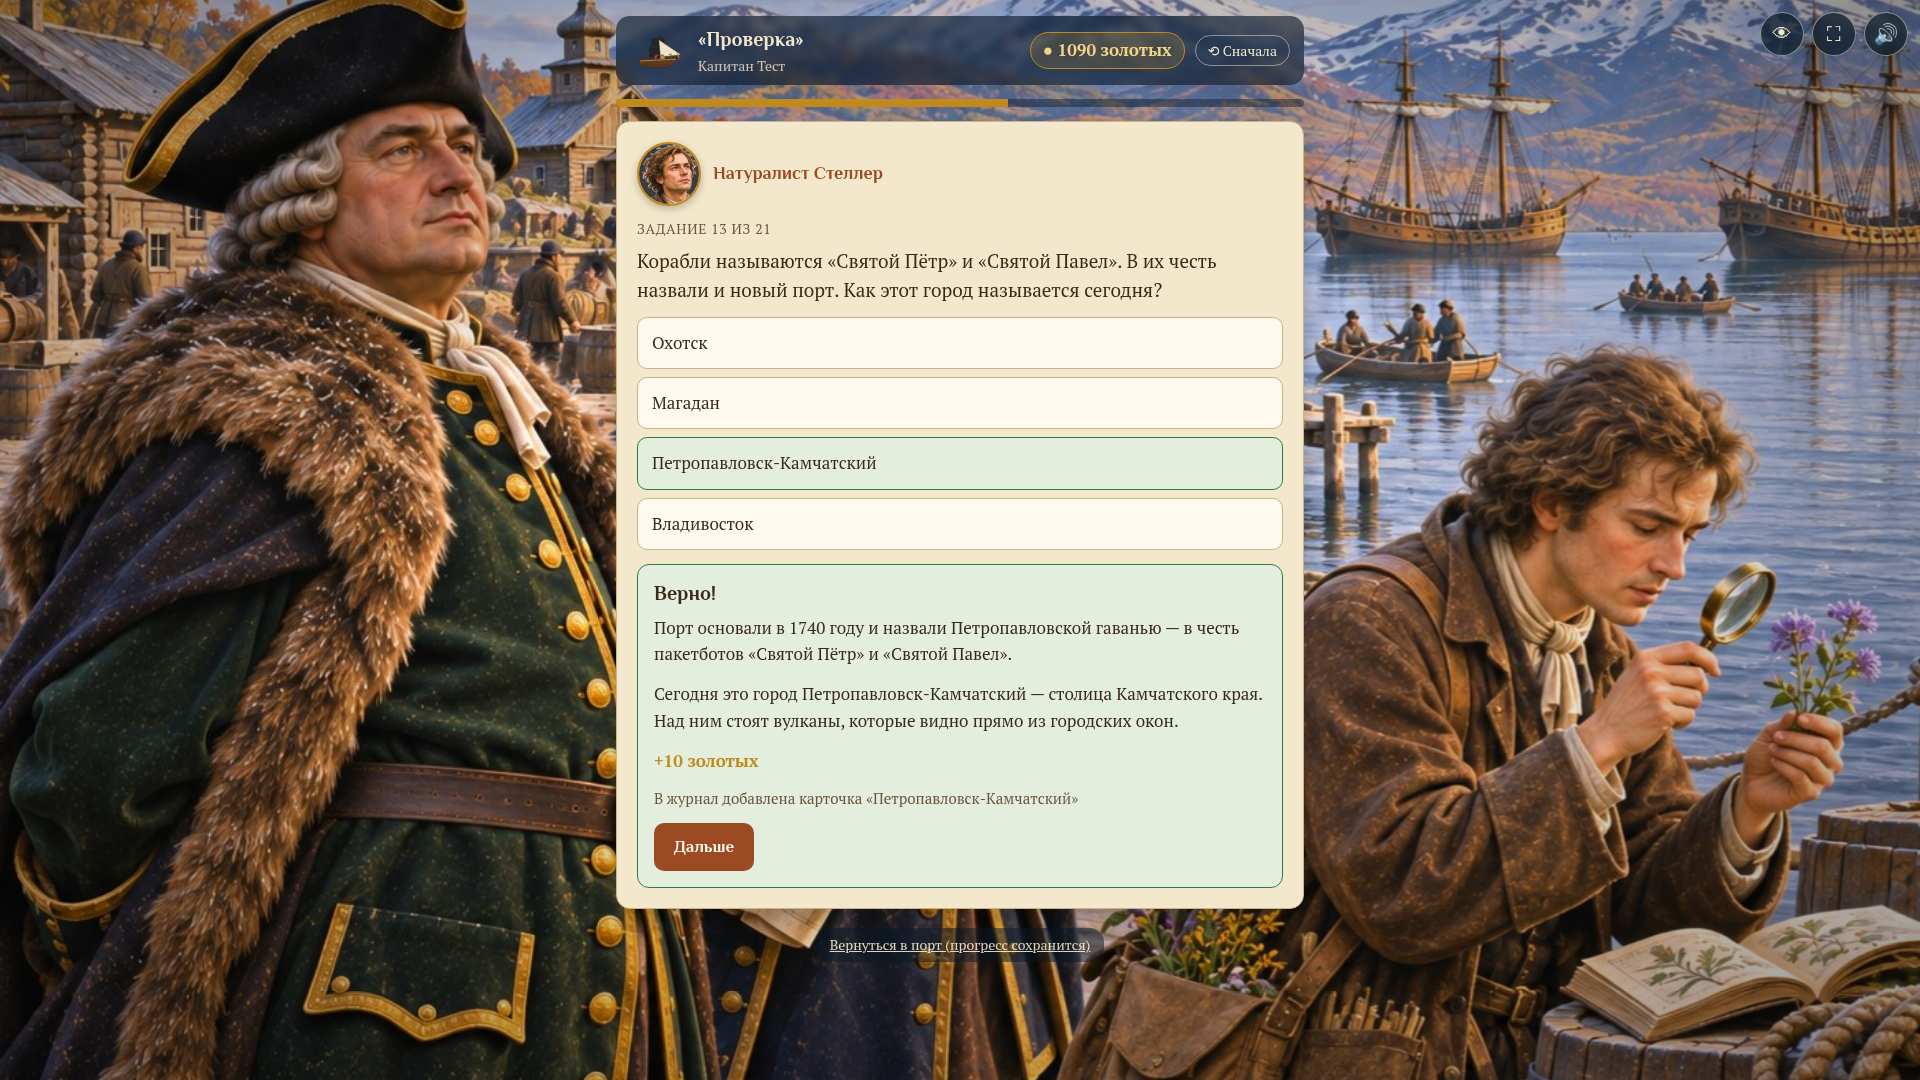 «Проверка»
Капитан Тест
● 1090 золотых
⟲ Сначала
Натуралист Стеллер
ЗАДАНИЕ 13 ИЗ 21
Корабли называются «Святой Пётр» и «Святой Павел». В их честь
назвали и новый порт. Как этот город называется сегодня?
Охотск
Магадан
Петропавловск-Камчатский
Владивосток
Верно!
Порт основали в 1740 году и назвали Петропавловской гаванью — в честь
пакетботов «Святой Пётр» и «Святой Павел».
Сегодня это город Петропавловск-Камчатский — столица Камчатского края.
Над ним стоят вулканы, которые видно прямо из городских окон.
+10 золотых
В журнал добавлена карточка «Петропавловск-Камчатский»
Дальше
Вернуться в порт (прогресс сохранится)